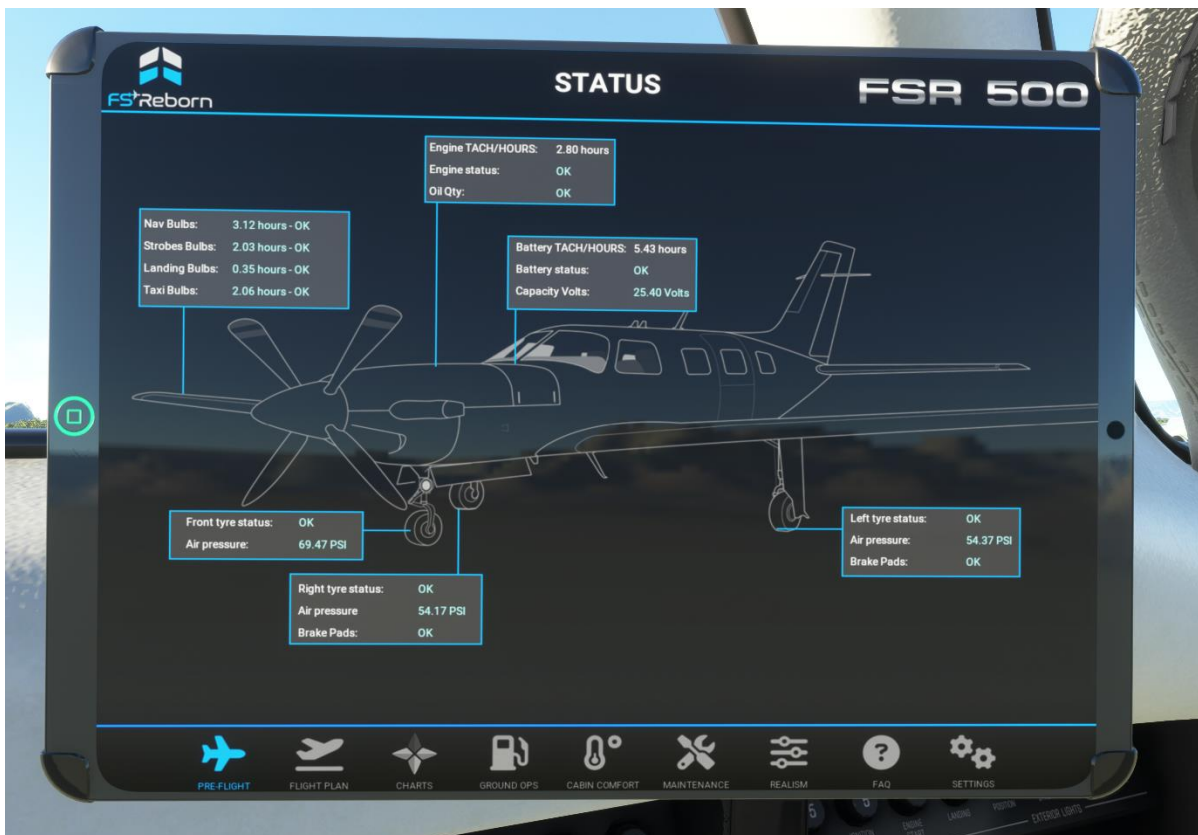 FS Reborn
STATUS
FSR 500
Engine TACH/HOURS: 2.80 hours
Engine status: OK
Oil Qty: OK
Nav Bulbs: 3.12 hours - OK
Strobes Bulbs: 2.03 hours - OK
Landing Bulbs: 0.35 hours - OK
Taxi Bulbs: 2.06 hours - OK
Battery TACH/HOURS: 5.43 hours
Battery status: OK
Capacity Volts: 25.40 Volts
Front tyre status: OK
Air pressure: 69.47 PSI
Right tyre status: OK
Air pressure 54.17 PSI
Brake Pads: OK
Left tyre status: OK
Air pressure: 54.37 PSI
Brake Pads: OK
PRE-FLIGHT
FLIGHT PLAN
CHARTS
GROUND OPS
CABIN COMFORT
MAINTENANCE
REALISM
?
FAQ
SETTINGS
ENGINE
LANDING
POSITION
EXTERIOR LIGHTS